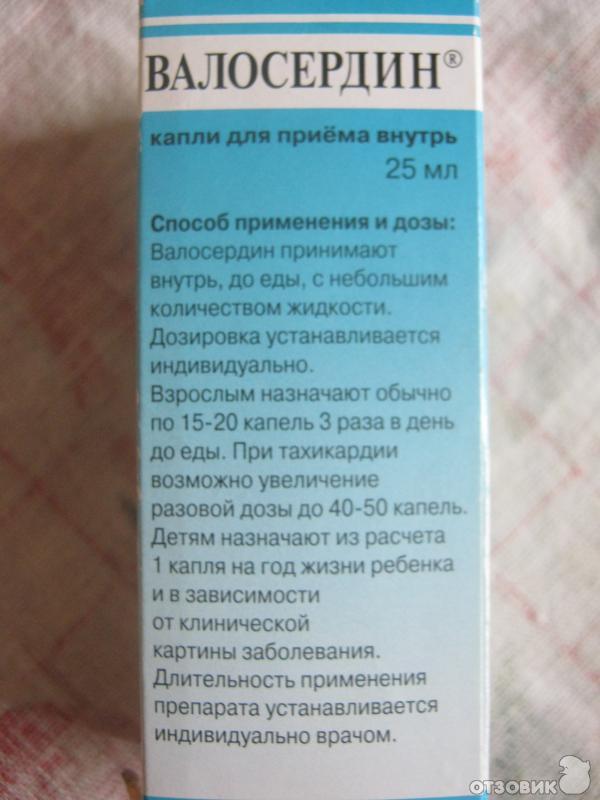 ВАЛОСЕРДИН®
капли для приёма внутрь
25 мл
Способ применения и дозы:
Валосердин принимают
внутрь, до еды, с небольшим
количеством жидкости.
Дозировка устанавливается
индивидуально.
Взрослым назначают обычно
по 15-20 капель 3 раза в день
до еды. При тахикардии
возможно увеличение
разовой дозы до 40-50 капель.
Детям назначают из расчета
1 капля на год жизни ребенка
и в зависимости
от клинической
картины заболевания.
Длительность применения
препарата устанавливается
индивидуально врачом.
ОТЗОВИК